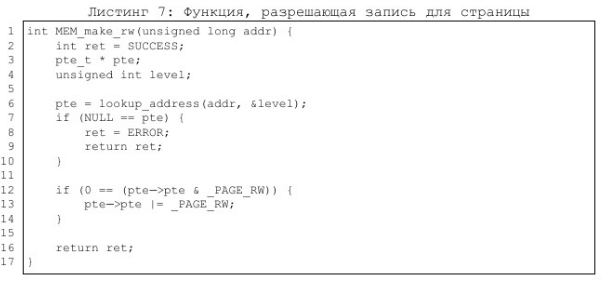 Листинг 7: Функция, разрешающая запись для страницы
1 int MEM_make_rw(unsigned long addr) {
2     int ret = SUCCESS;
3     pte_t * pte;
4     unsigned int level;
5
6     pte = lookup_address(addr, &level);
7     if (NULL == pte) {
8         ret = ERROR;
9         return ret;
10     }
11
12     if (0 == (pte—>pte & _PAGE_RW)) {
13         pte—>pte |= _PAGE_RW;
14     }
15
16     return ret;
17 }